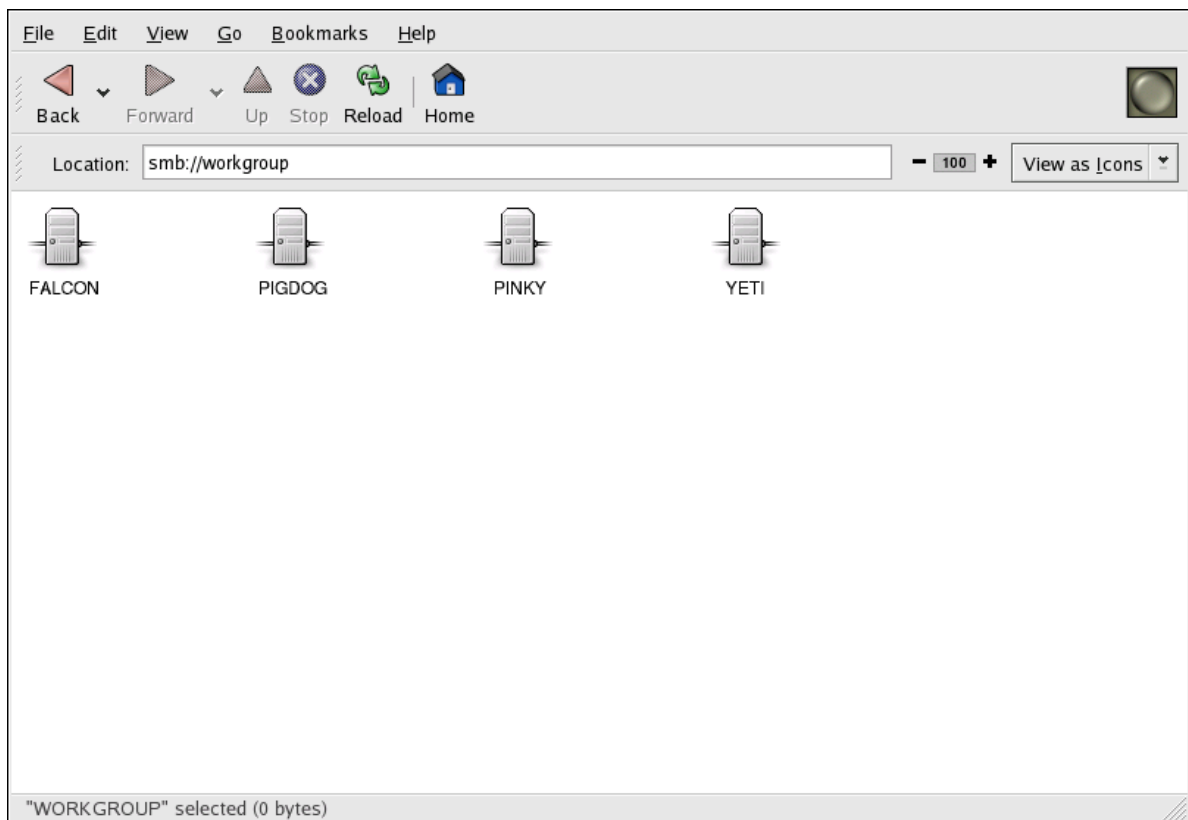 File Edit View Go Bookmarks Help
Back Forward Up Stop Reload Home
Location: smb://workgroup 100 View as Icons
FALCON PIGDOG PINKY YETI
"WORKGROUP" selected (0 bytes)